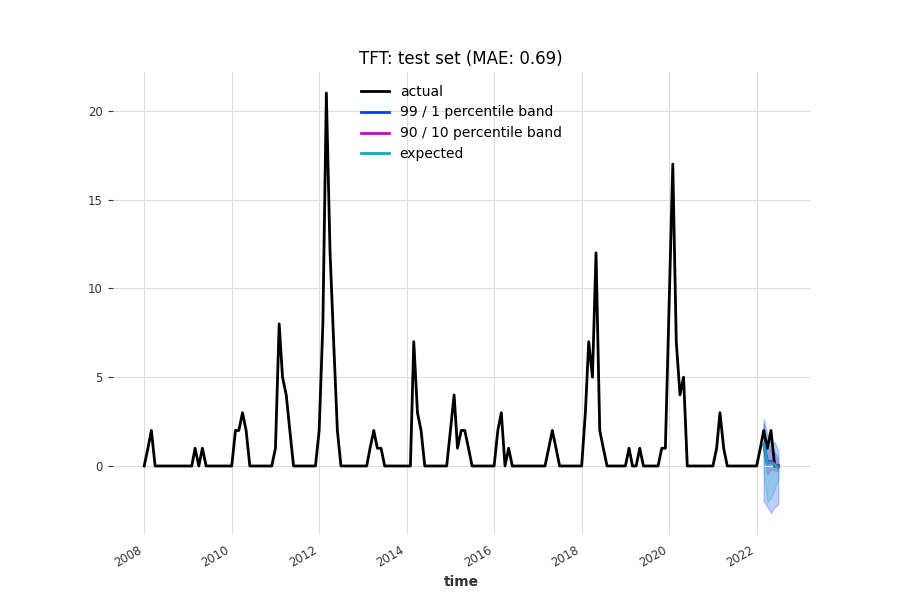 TFT: test set (MAE: 0.69)
actual
99 / 1 percentile band
90 / 10 percentile band
expected
20
15
10
5
0
2008
2010
2012
2014
2016
2018
2020
2022
time